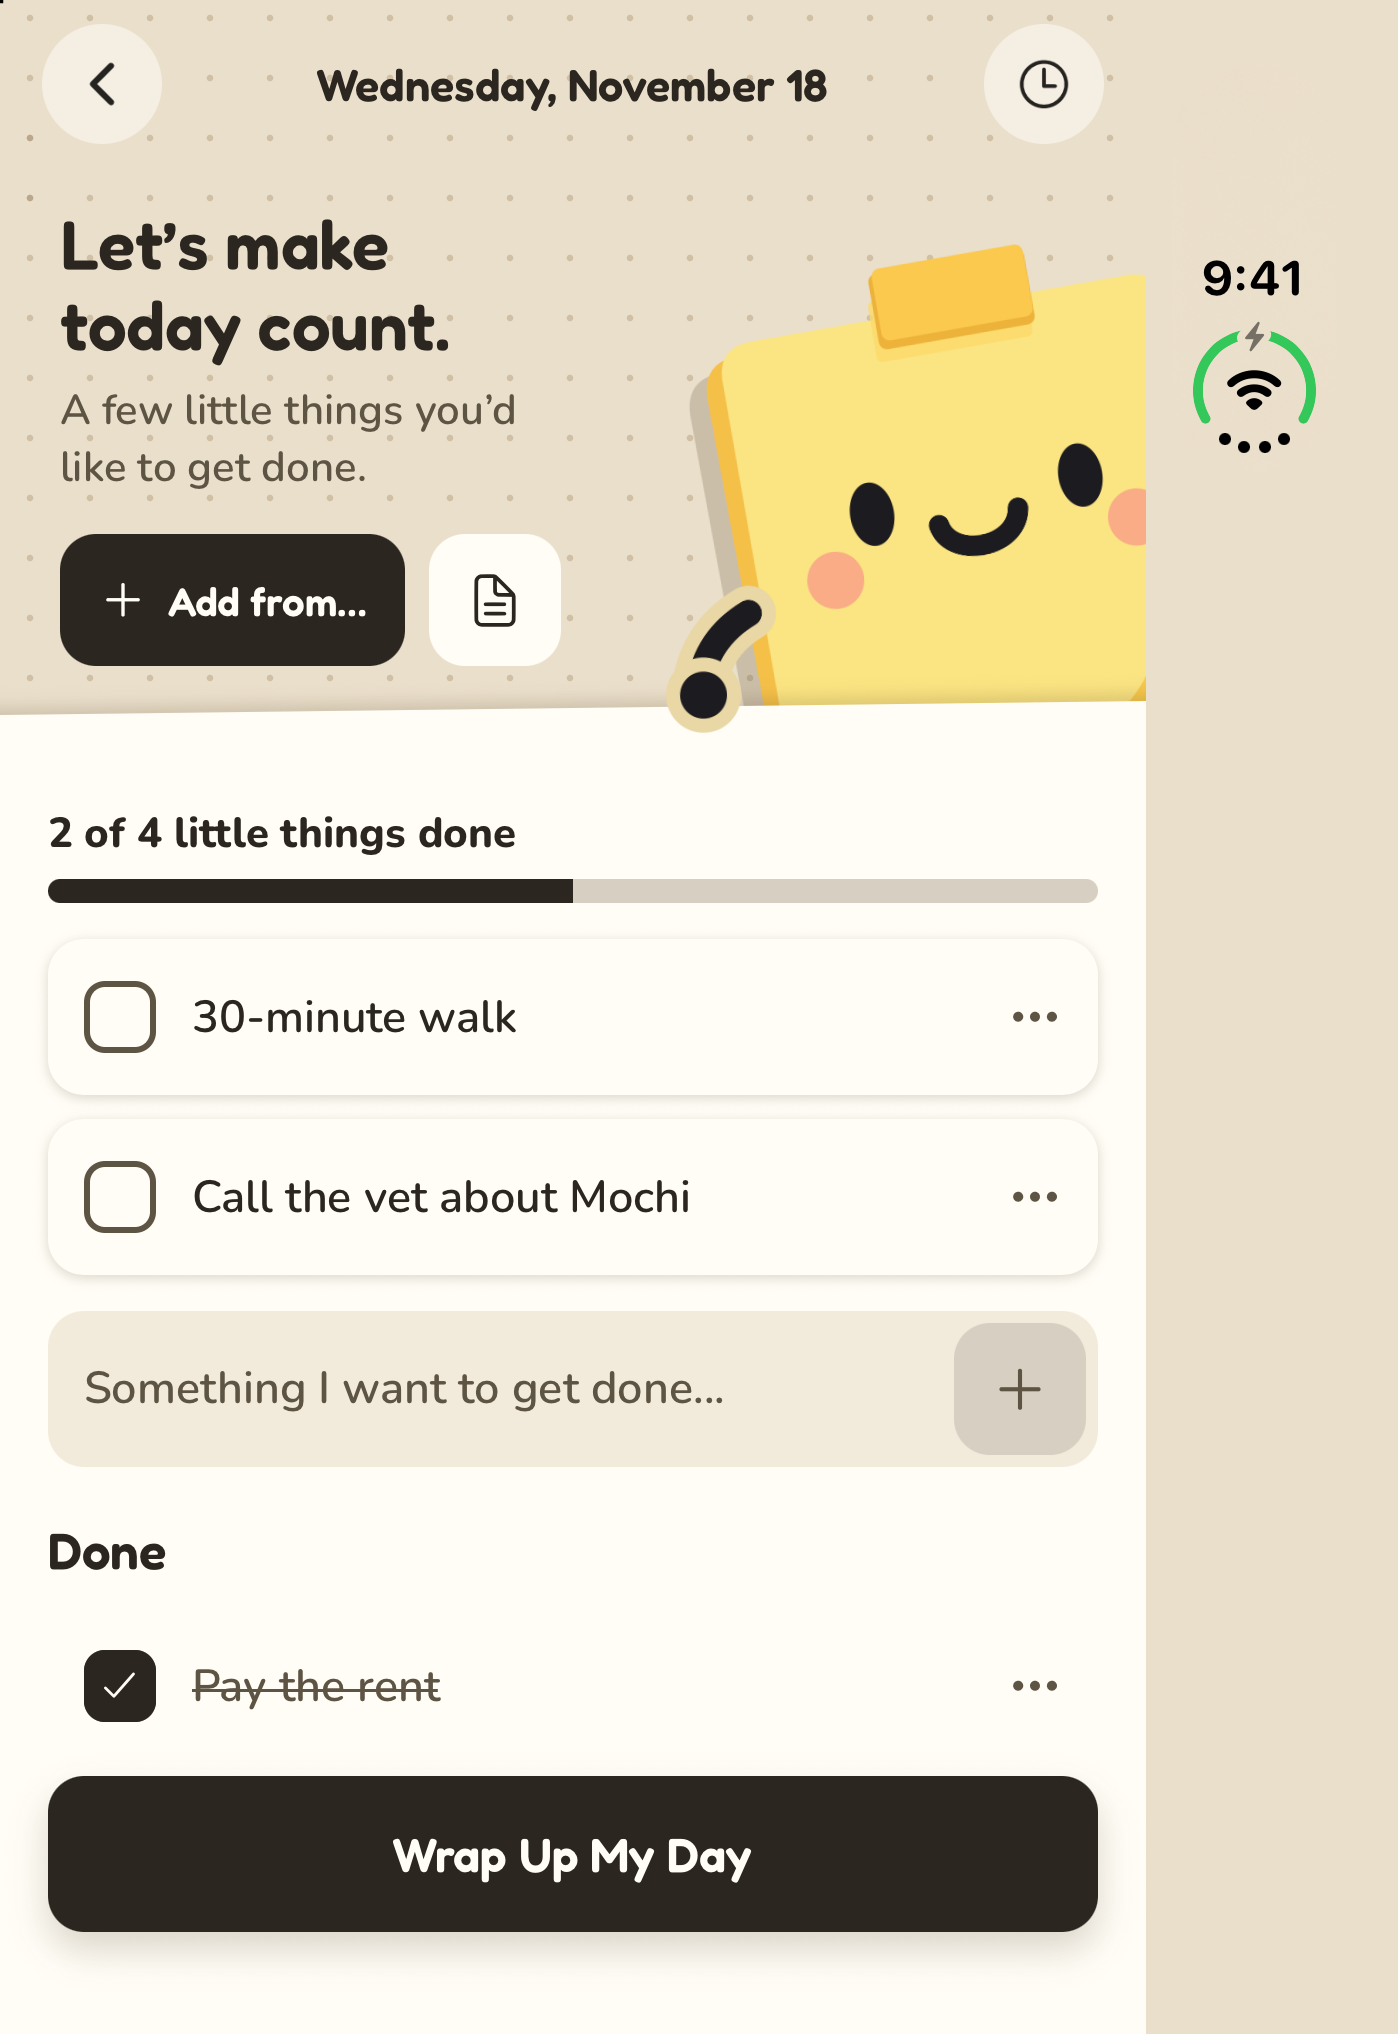 Wednesday, November 18
9:41
Let’s make
today count.
A few little things you’d
like to get done.
Add from...
2 of 4 little things done
30-minute walk
Call the vet about Mochi
Something I want to get done...
Done
Pay the rent
Wrap Up My Day